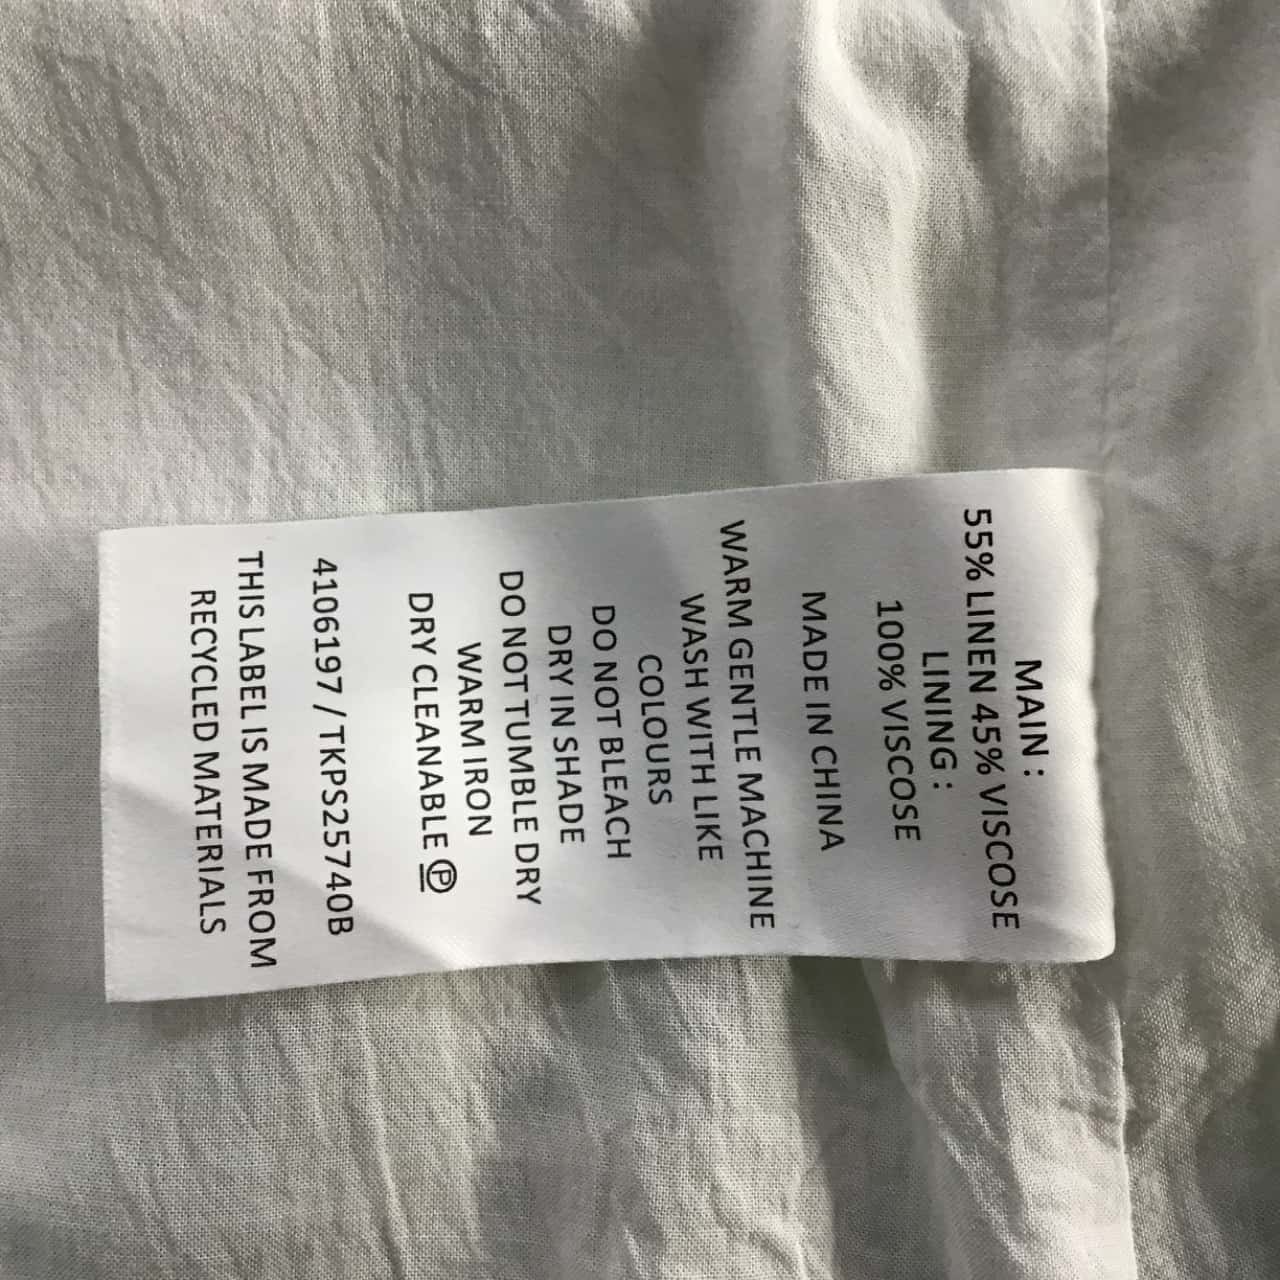 MAIN :
55% LINEN 45% VISCOSE
LINING :
100% VISCOSE
MADE IN CHINA
WARM GENTLE MACHINE
WASH WITH LIKE
COLOURS
DO NOT BLEACH
DRY IN SHADE
DO NOT TUMBLE DRY
WARM IRON
DRY CLEANABLE Ⓟ
4106197 / TKPS25740B
THIS LABEL IS MADE FROM
RECYCLED MATERIALS